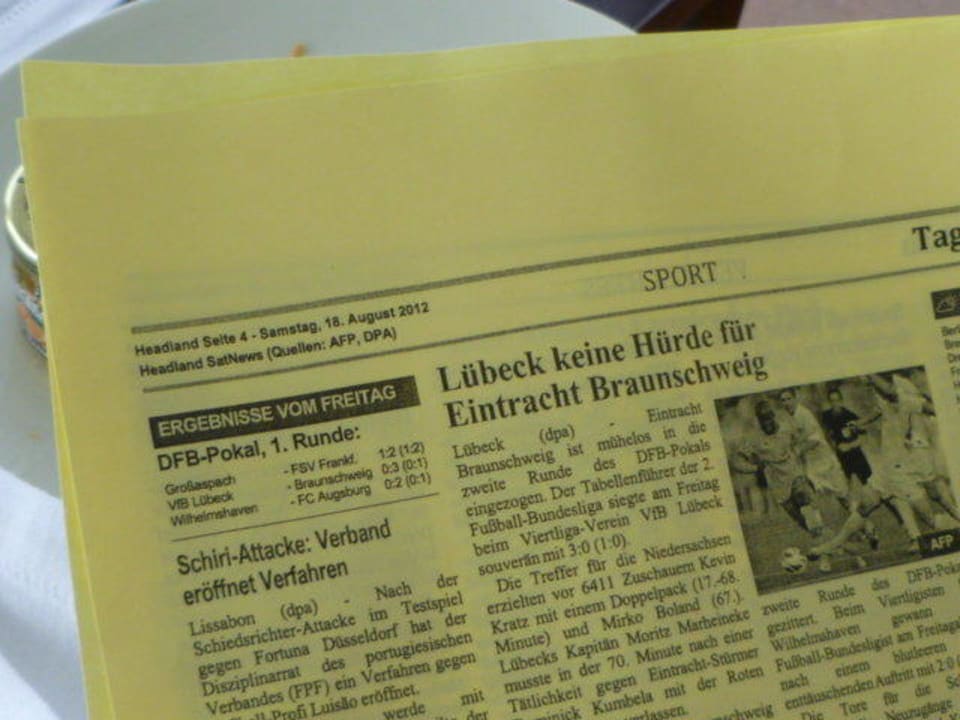 Tag
SPORT
Headland Seite 4 - Samstag, 18. August 2012
Headland SatNews (Quellen: AFP, DPA)
ERGEBNISSE VOM FREITAG
DFB-Pokal, 1. Runde:
Großaspach - FSV Frankf. 1:2 (1:2)
VfB Lübeck - Braunschweig 0:3 (0:1)
Wilhelmshaven - FC Augsburg 0:2 (0:1)
Schiri-Attacke: Verband
eröffnet Verfahren
Lissabon (dpa) - Nach der
Schiedsrichter-Attacke im Testspiel
gegen Fortuna Düsseldorf hat der
Disziplinarrat des portugiesischen
Verbandes (FPF) ein Verfahren gegen
-Profi Luisão eröffnet.
werde mit
der
Lübeck keine Hürde für
Eintracht Braunschweig
Lübeck (dpa) - Eintracht
Braunschweig ist mühelos in die
zweite Runde des DFB-Pokals
eingezogen. Der Tabellenführer der 2.
Fußball-Bundesliga siegte am Freitag
beim Viertliga-Verein VfB Lübeck
souverän mit 3:0 (1:0).
Die Treffer für die Niedersachsen
erzielten vor 6411 Zuschauern Kevin
Kratz mit einem Doppelpack (17.-68.
Minute) und Mirko Boland (67.).
Lübecks Kapitän Moritz Marheineke
musste in der 70. Minute nach einer
Tätlichkeit gegen Eintracht-Stürmer
Dominick Kumbela mit der Roten
verlassen.
AFP
zweite Runde des DFB-Poka
gezittert. Beim Viertligisten
Wilhelmshaven gewann
Fußball-Bundesligist am Freitaga
nach einem blutleeren
enttäuschenden Auftritt mit 2:0 (
Die Tore für die Sc
Neuzugänge